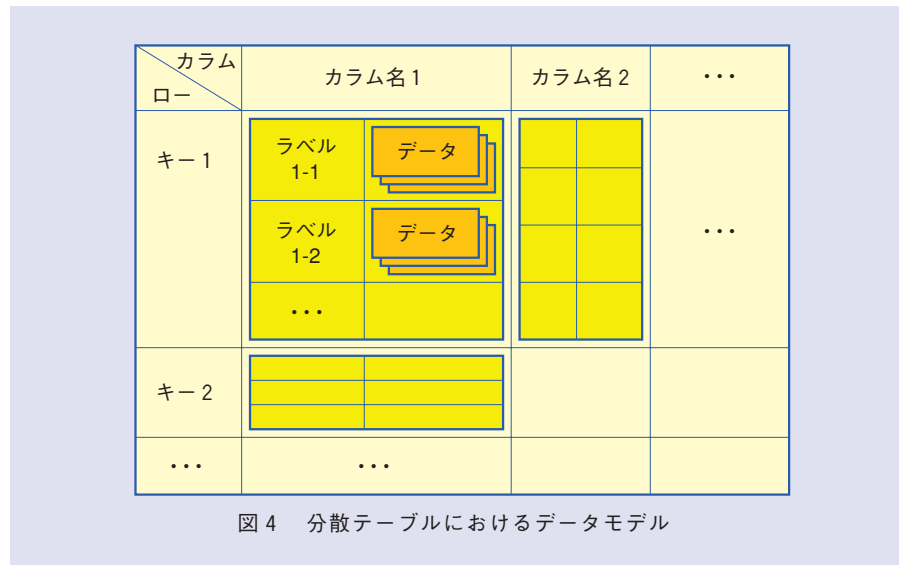 カラム
ロー
カラム名1
カラム名2
・・・
キー1
ラベル
1-1
データ
ラベル
1-2
データ
・・・
・・・
キー2
・・・
・・・
図4 分散テーブルにおけるデータモデル